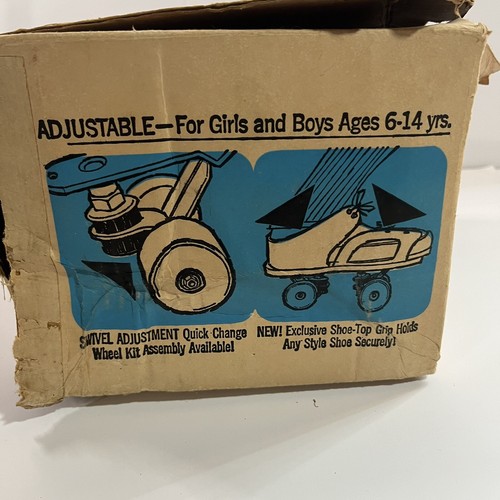 ADJUSTABLE—For Girls and Boys Ages 6-14 yrs.
SWIVEL ADJUSTMENT Quick Change
Wheel Kit Assembly Available!
NEW! Exclusive Shoe-Top Grip Holds
Any Style Shoe Securely!